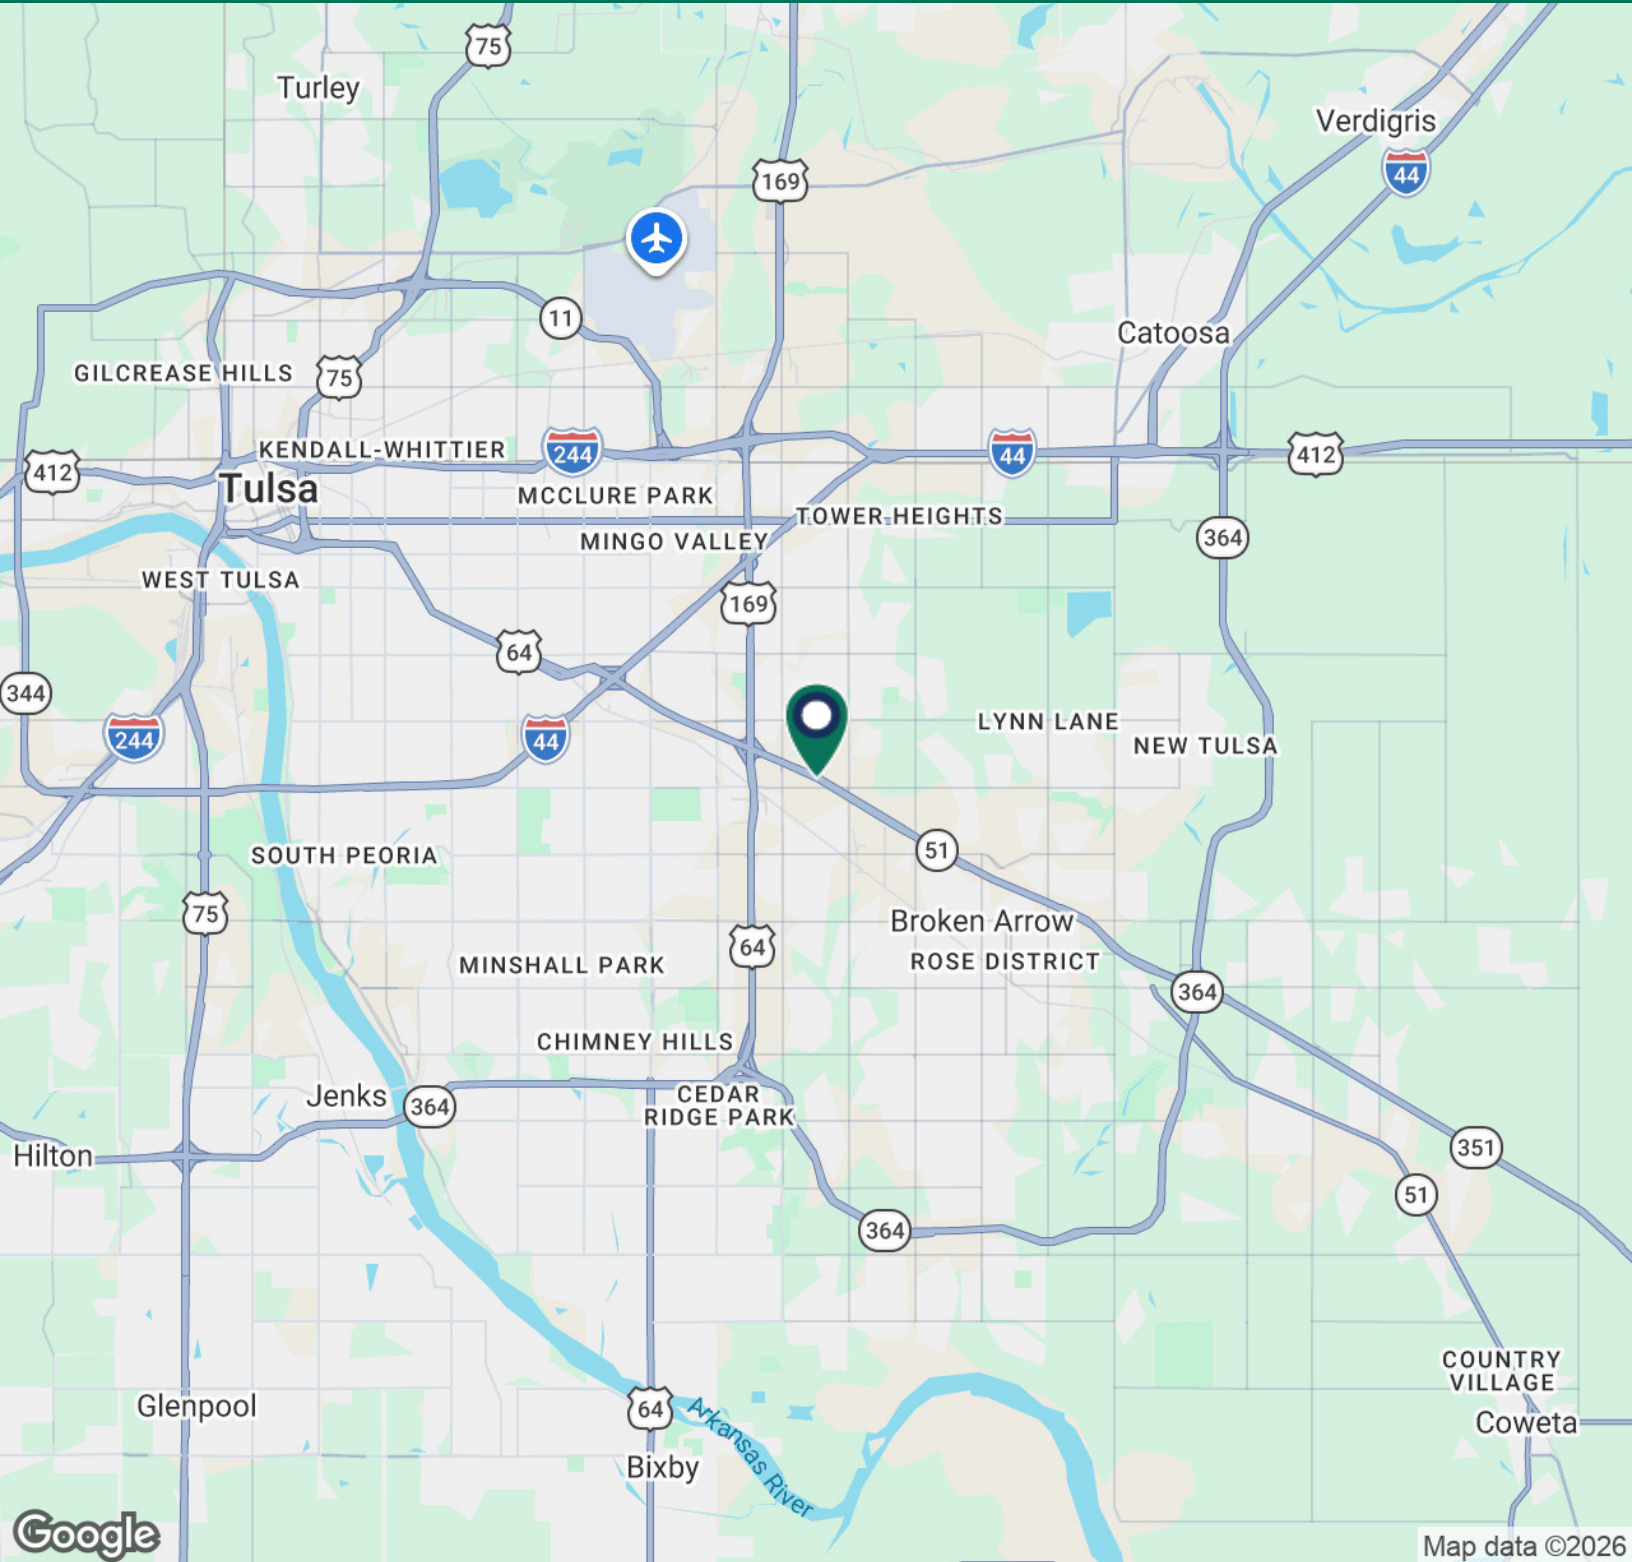 75
Turley
Verdigris
44
169
11
Catoosa
GILCREASE HILLS
75
KENDALL-WHITTIER
244
44
412
412
Tulsa
MCCLURE PARK
TOWER HEIGHTS
MINGO VALLEY
364
WEST TULSA
169
64
344
LYNN LANE
244
44
NEW TULSA
SOUTH PEORIA
51
75
Broken Arrow
64
MINSHALL PARK
ROSE DISTRICT
364
CHIMNEY HILLS
Jenks
364
CEDAR
RIDGE PARK
Hilton
351
51
364
COUNTRY
VILLAGE
Glenpool
64
Arkansas River
Coweta
Bixby
Google
Map data ©2026